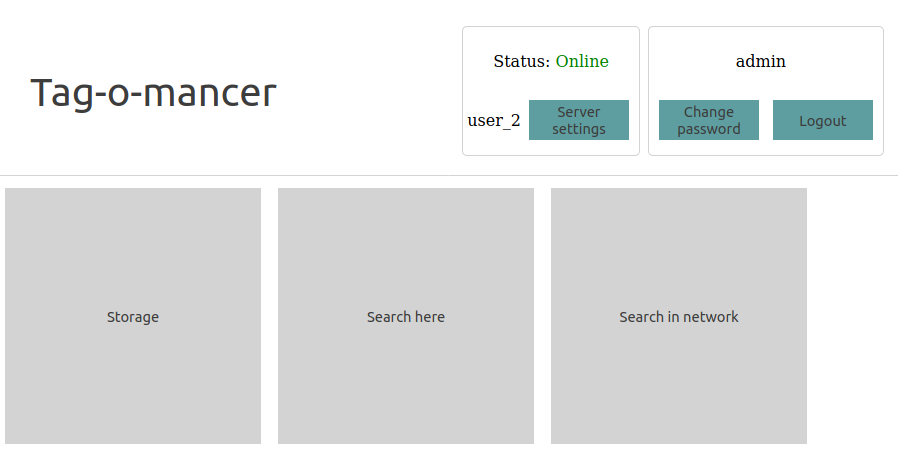 Tag-o-mancer
Status: Online
user_2
Server
settings
admin
Change
password
Logout
Storage
Search here
Search in network